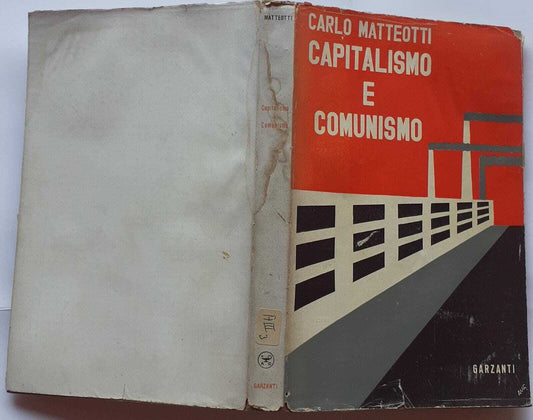 MATTEOTTI
Capitalismo
e
Comunismo
GARZANTI
CARLO MATTEOTTI
CAPITALISMO
E
COMUNISMO
GARZANTI